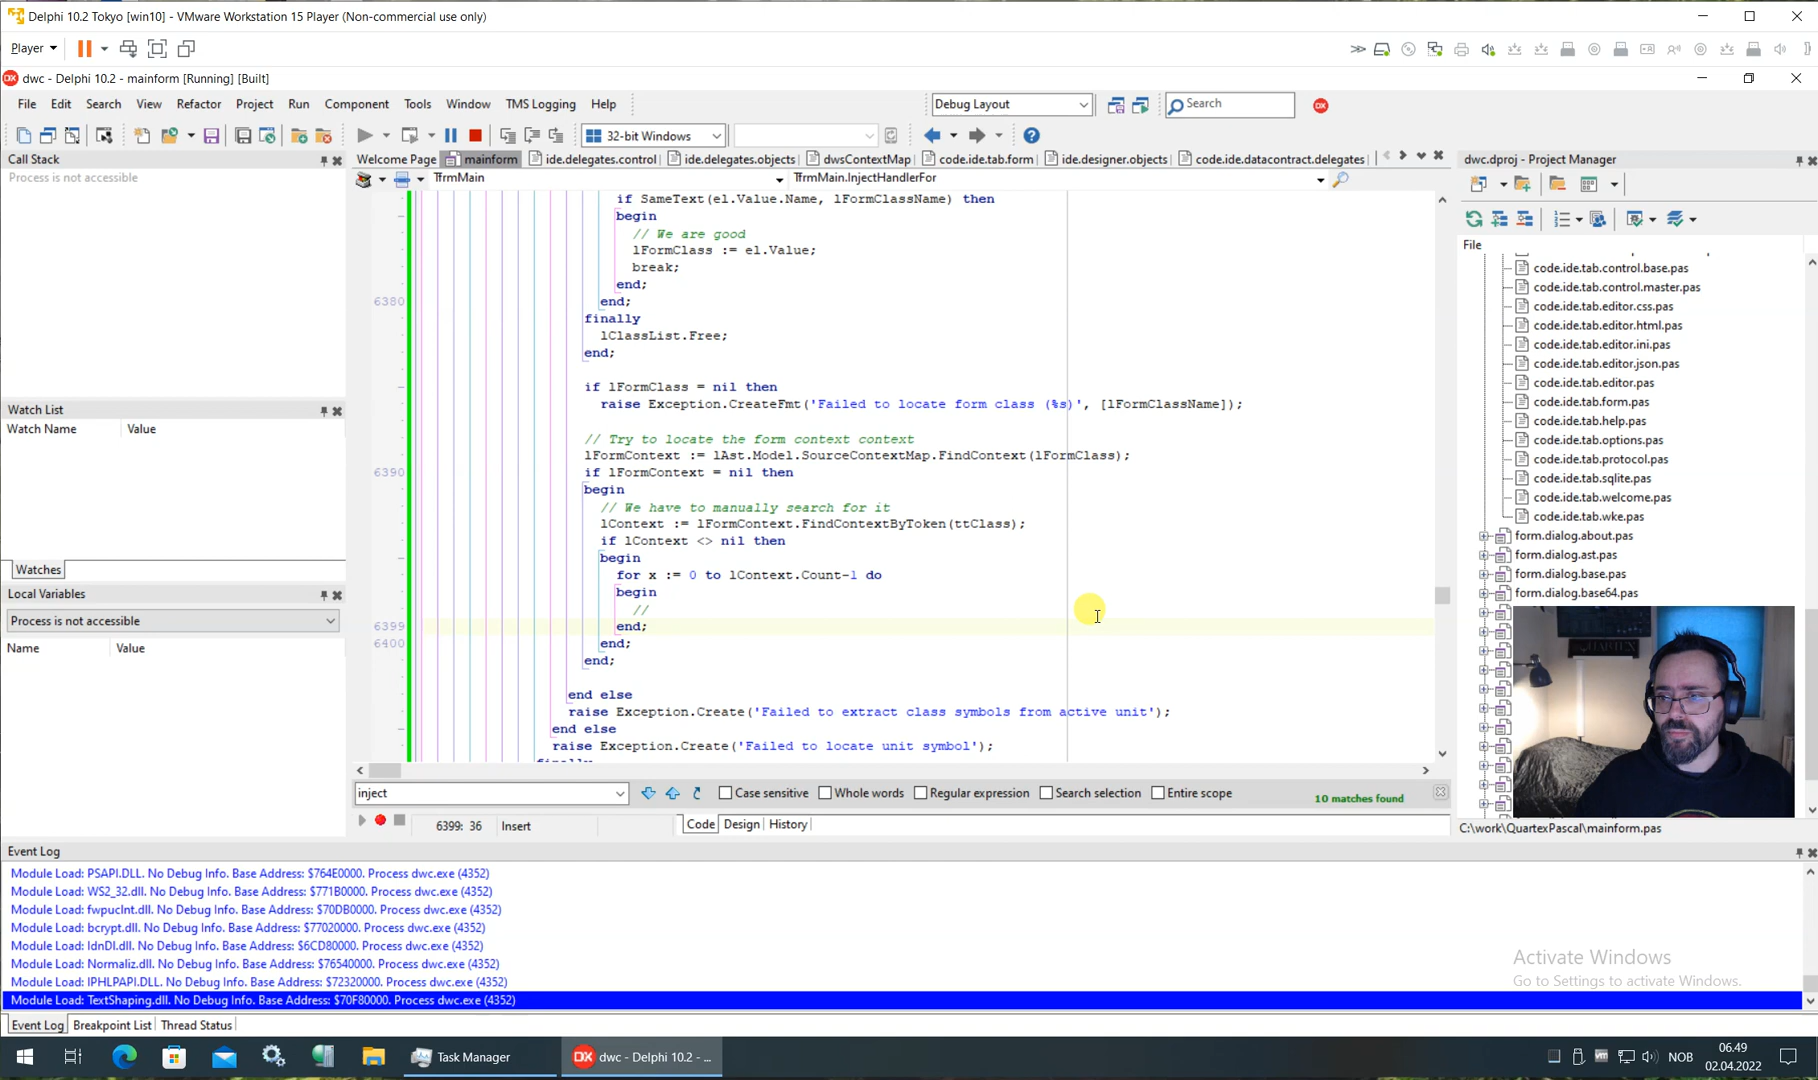 Delphi 10.2 Tokyo [win10] - VMware Workstation 15 Player (Non-commercial use only)
Player
dwc - Delphi 10.2 - mainform [Running] [Built]
File Edit Search View Refactor Project Run Component Tools Window TMS Logging Help
Debug Layout
Search
32-bit Windows
Call Stack
Process is not accessible
Welcome Page mainform ide.delegates.control ide.delegates.objects dwsContextMap code.ide.tab.form ide.designer.objects code.ide.datacontract.delegates
TfrmMain
TfrmMain.InjectHandlerFor
if SameText(el.Value.Name, lFormClassName) then
begin
// We are good
lFormClass := el.Value;
break;
end;
6380
end;
finally
lClassList.Free;
end;
if lFormClass = nil then
raise Exception.CreateFmt('Failed to locate form class (%s)', [lFormClassName]);
// Try to locate the form context context
lFormContext := lAst.Model.SourceContextMap.FindContext(lFormClass);
6390
if lFormContext = nil then
begin
// We have to manually search for it
lContext := lFormContext.FindContextByToken(ttClass);
if lContext <> nil then
begin
for x := 0 to lContext.Count-1 do
begin
//
6399
end;
6400
end;
end;
end else
raise Exception.Create('Failed to extract class symbols from active unit');
end else
raise Exception.Create('Failed to locate unit symbol');
inject
Case sensitive Whole words Regular expression Search selection Entire scope
10 matches found
6399: 36 Insert
Code Design History
Watch List
Watch Name Value
Watches
Local Variables
Process is not accessible
Name Value
dwc.dproj - Project Manager
File
code.ide.tab.control.base.pas
code.ide.tab.control.master.pas
code.ide.tab.editor.css.pas
code.ide.tab.editor.html.pas
code.ide.tab.editor.ini.pas
code.ide.tab.editor.json.pas
code.ide.tab.editor.pas
code.ide.tab.form.pas
code.ide.tab.help.pas
code.ide.tab.options.pas
code.ide.tab.protocol.pas
code.ide.tab.sqlite.pas
code.ide.tab.welcome.pas
code.ide.tab.wke.pas
form.dialog.about.pas
form.dialog.ast.pas
form.dialog.base.pas
form.dialog.base64.pas
C:\work\QuartexPascal\mainform.pas
Event Log
Module Load: PSAPI.DLL. No Debug Info. Base Address: $764E0000. Process dwc.exe (4352)
Module Load: WS2_32.dll. No Debug Info. Base Address: $771B0000. Process dwc.exe (4352)
Module Load: fwpuclnt.dll. No Debug Info. Base Address: $70DB0000. Process dwc.exe (4352)
Module Load: bcrypt.dll. No Debug Info. Base Address: $77020000. Process dwc.exe (4352)
Module Load: IdnDl.dll. No Debug Info. Base Address: $6CD80000. Process dwc.exe (4352)
Module Load: Normaliz.dll. No Debug Info. Base Address: $76540000. Process dwc.exe (4352)
Module Load: IPHLPAPI.DLL. No Debug Info. Base Address: $72320000. Process dwc.exe (4352)
Module Load: TextShaping.dll. No Debug Info. Base Address: $70F80000. Process dwc.exe (4352)
Activate Windows
Go to Settings to activate Windows.
Event Log Breakpoint List Thread Status
Task Manager
dwc - Delphi 10.2 - ...
NOB
06.49
02.04.2022